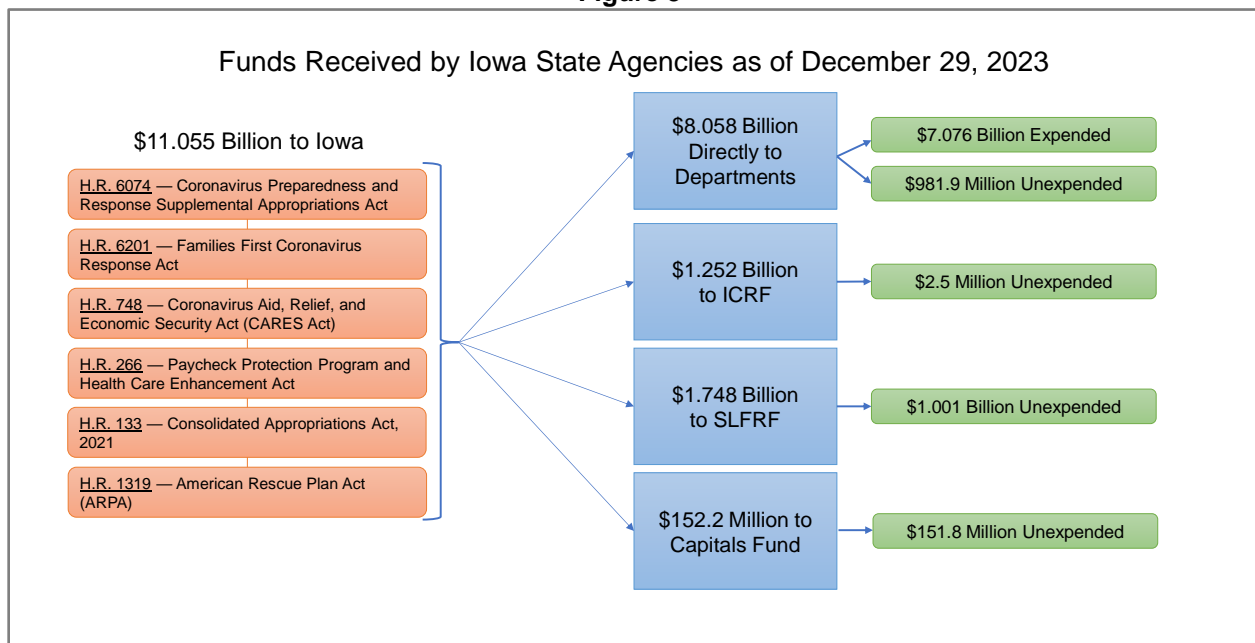 Funds Received by Iowa State Agencies as of December 29, 2023
$11.055 Billion to Iowa
H.R. 6074 — Coronavirus Preparedness and
Response Supplemental Appropriations Act
H.R. 6201 — Families First Coronavirus
Response Act
H.R. 748 — Coronavirus Aid, Relief, and
Economic Security Act (CARES Act)
H.R. 266 — Paycheck Protection Program and
Health Care Enhancement Act
H.R. 133 — Consolidated Appropriations Act,
2021
H.R. 1319 — American Rescue Plan Act
(ARPA)
$8.058 Billion
Directly to
Departments
$7.076 Billion Expended
$981.9 Million Unexpended
$1.252 Billion
to ICRF
$2.5 Million Unexpended
$1.748 Billion
to SLFRF
$1.001 Billion Unexpended
$152.2 Million to
Capitals Fund
$151.8 Million Unexpended